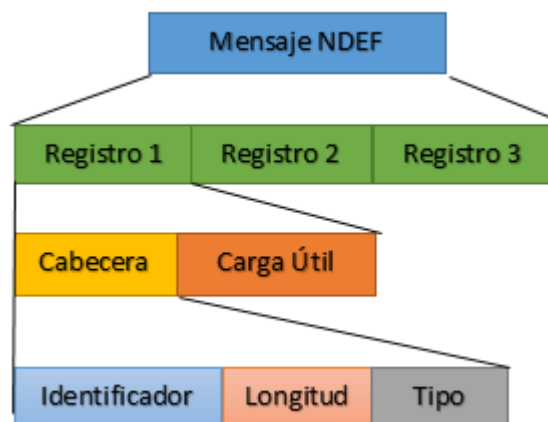 Mensaje NDEF
Registro 1 Registro 2 Registro 3
Cabecera Carga Útil
Identificador Longitud Tipo